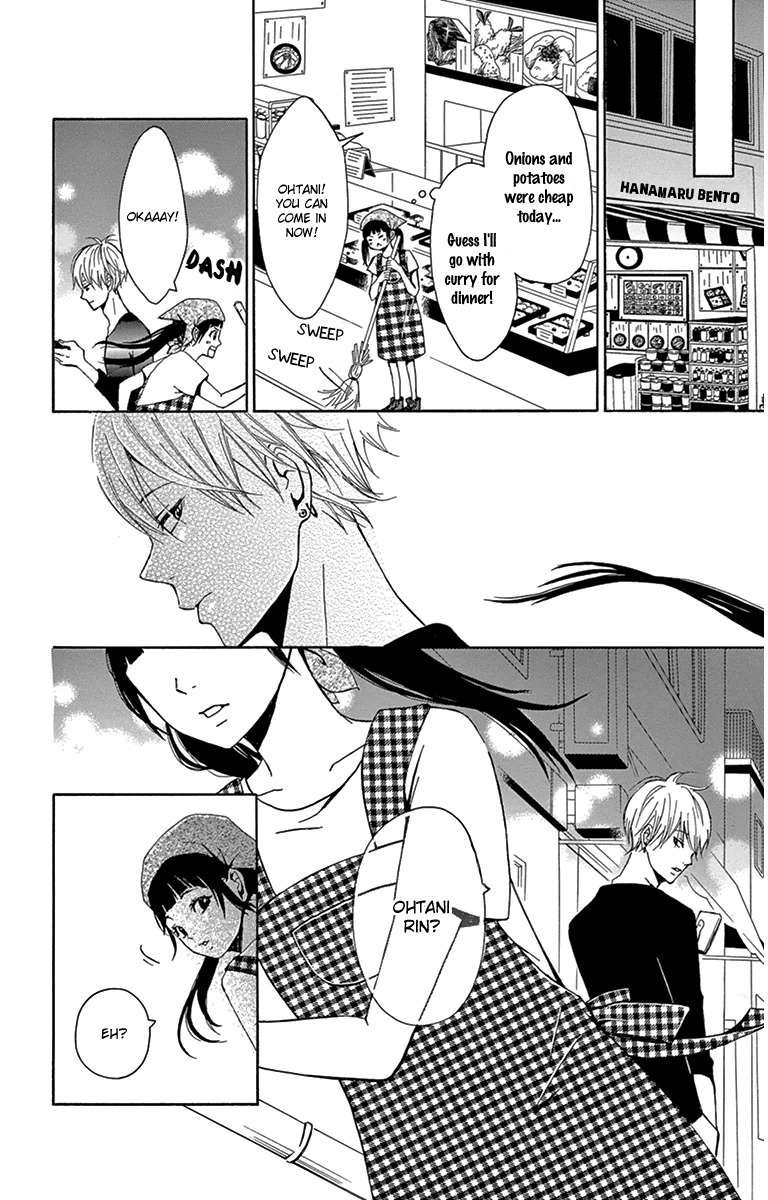 HANAMARU BENTO
Onions and
potatoes
were cheap
today...
Guess I'll
go with
curry for
dinner!
OHTANI!
YOU CAN
COME IN
NOW!
SWEEP
SWEEP
OKAAAY!
DASH
OHTANI
RIN?
EH?